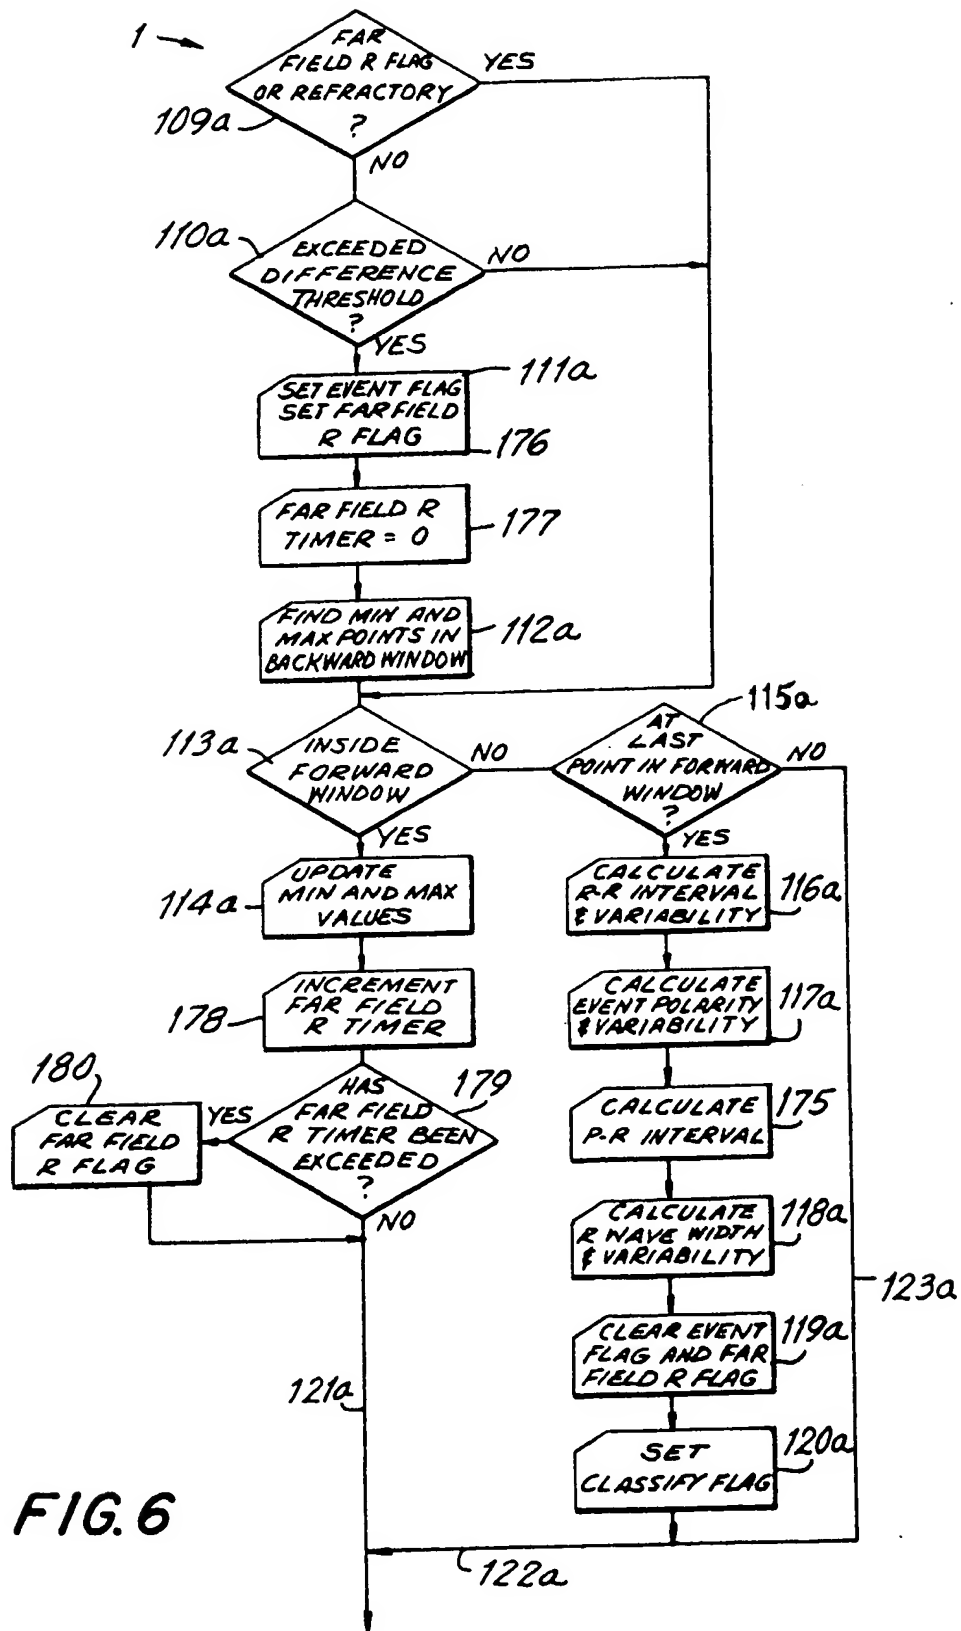 1
FAR
FIELD R FLAG
OR REFRACTORY
?
YES
109a
NO
110a
EXCEEDED
DIFFERENCE
THRESHOLD
?
NO
YES
111a
SET EVENT FLAG
SET FAR FIELD
R FLAG
176
FAR FIELD R
TIMER = 0
177
FIND MIN AND
MAX POINTS IN
BACKWARD WINDOW
112a
113a
INSIDE
FORWARD
WINDOW
NO
YES
115a
AT
LAST
POINT IN FORWARD
WINDOW
?
NO
YES
114a
UPDATE
MIN AND MAX
VALUES
CALCULATE
R-R INTERVAL
& VARIABILITY
116a
178
INCREMENT
FAR FIELD
R TIMER
CALCULATE
EVENT POLARITY
& VARIABILITY
117a
180
CLEAR
FAR FIELD
R FLAG
YES
HAS
FAR FIELD
R TIMER BEEN
EXCEEDED
?
179
NO
CALCULATE
P-R INTERVAL
175
CALCULATE
R WAVE WIDTH
& VARIABILITY
118a
123a
CLEAR EVENT
FLAG AND FAR
FIELD R FLAG
119a
121a
SET
CLASSIFY FLAG
120a
122a
FIG. 6